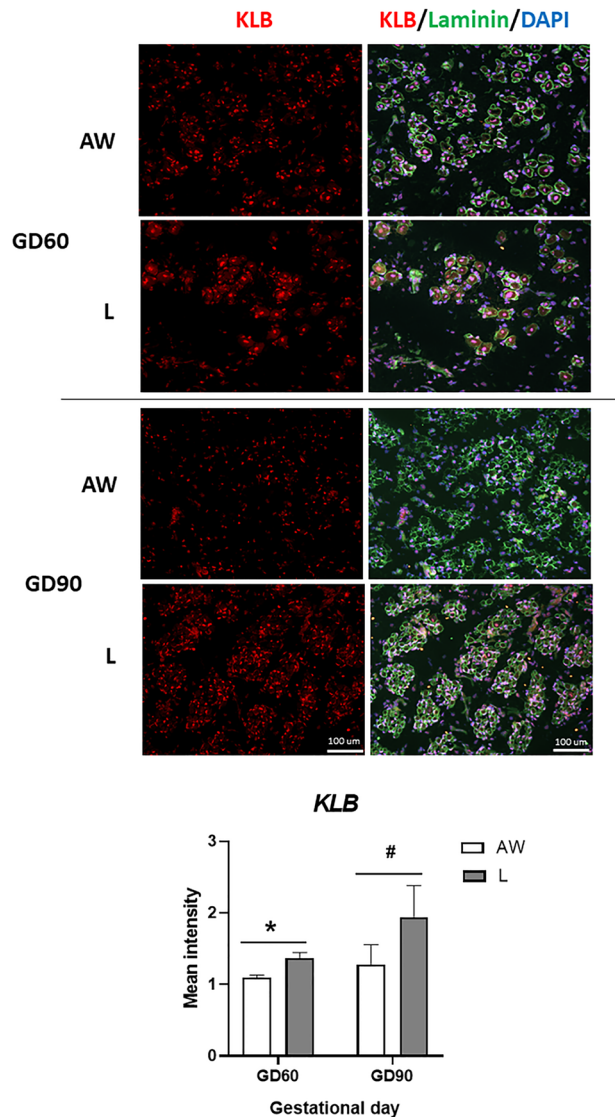 KLB KLB/Laminin/DAPI
AW
GD60
L
AW
GD90
L
100 um 100 um
KLB
3
2
1
0
Mean intensity
*
#
AW
L
GD60 GD90
Gestational day